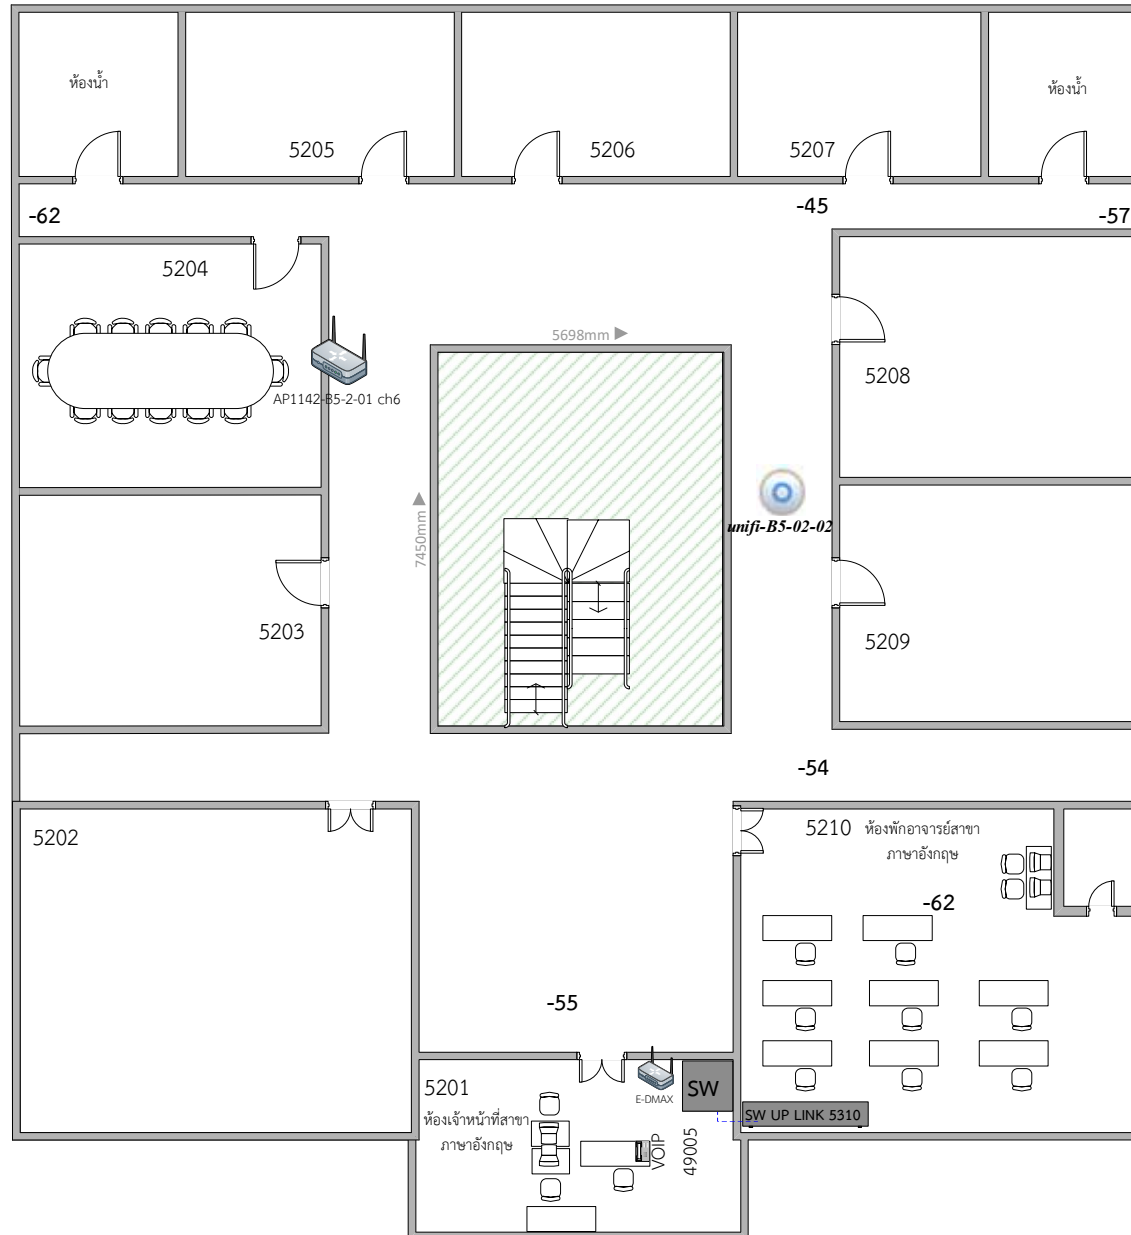 ห้องน้ำ
ห้องน้ำ
5205
5206
5207
-62
-45
-57
5204
5698mm
5208
AP1142-B5-2-01 ch6
unifi-B5-02-02
7450mm
5203
5209
-54
5202
5210 ห้องพักอาจารย์สาขา
ภาษาอังกฤษ
-62
-55
5201
ห้องเจ้าหน้าที่สาขา
ภาษาอังกฤษ
E-DMAX
SW
SW UP LINK 5310
VOIP
49005